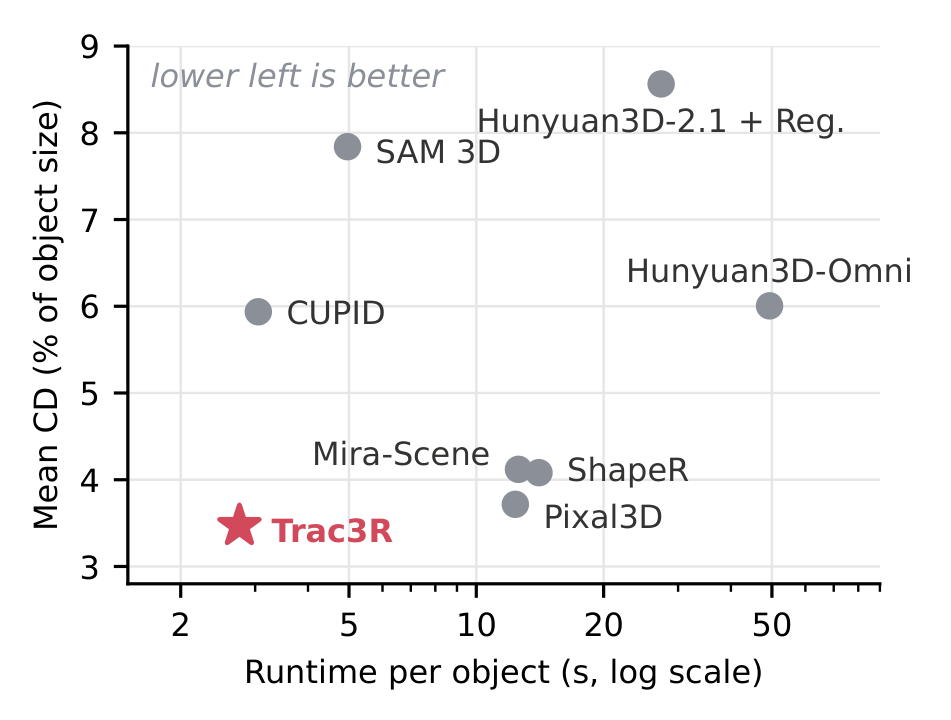 9
lower left is better
Hunyuan3D-2.1 + Reg.
8
SAM 3D
7
Hunyuan3D-Omni
6
CUPID
5
Mira-Scene
4
ShapeR
Pixal3D
Trac3R
3
Mean CD (% of object size)
2 5 10 20 50
Runtime per object (s, log scale)